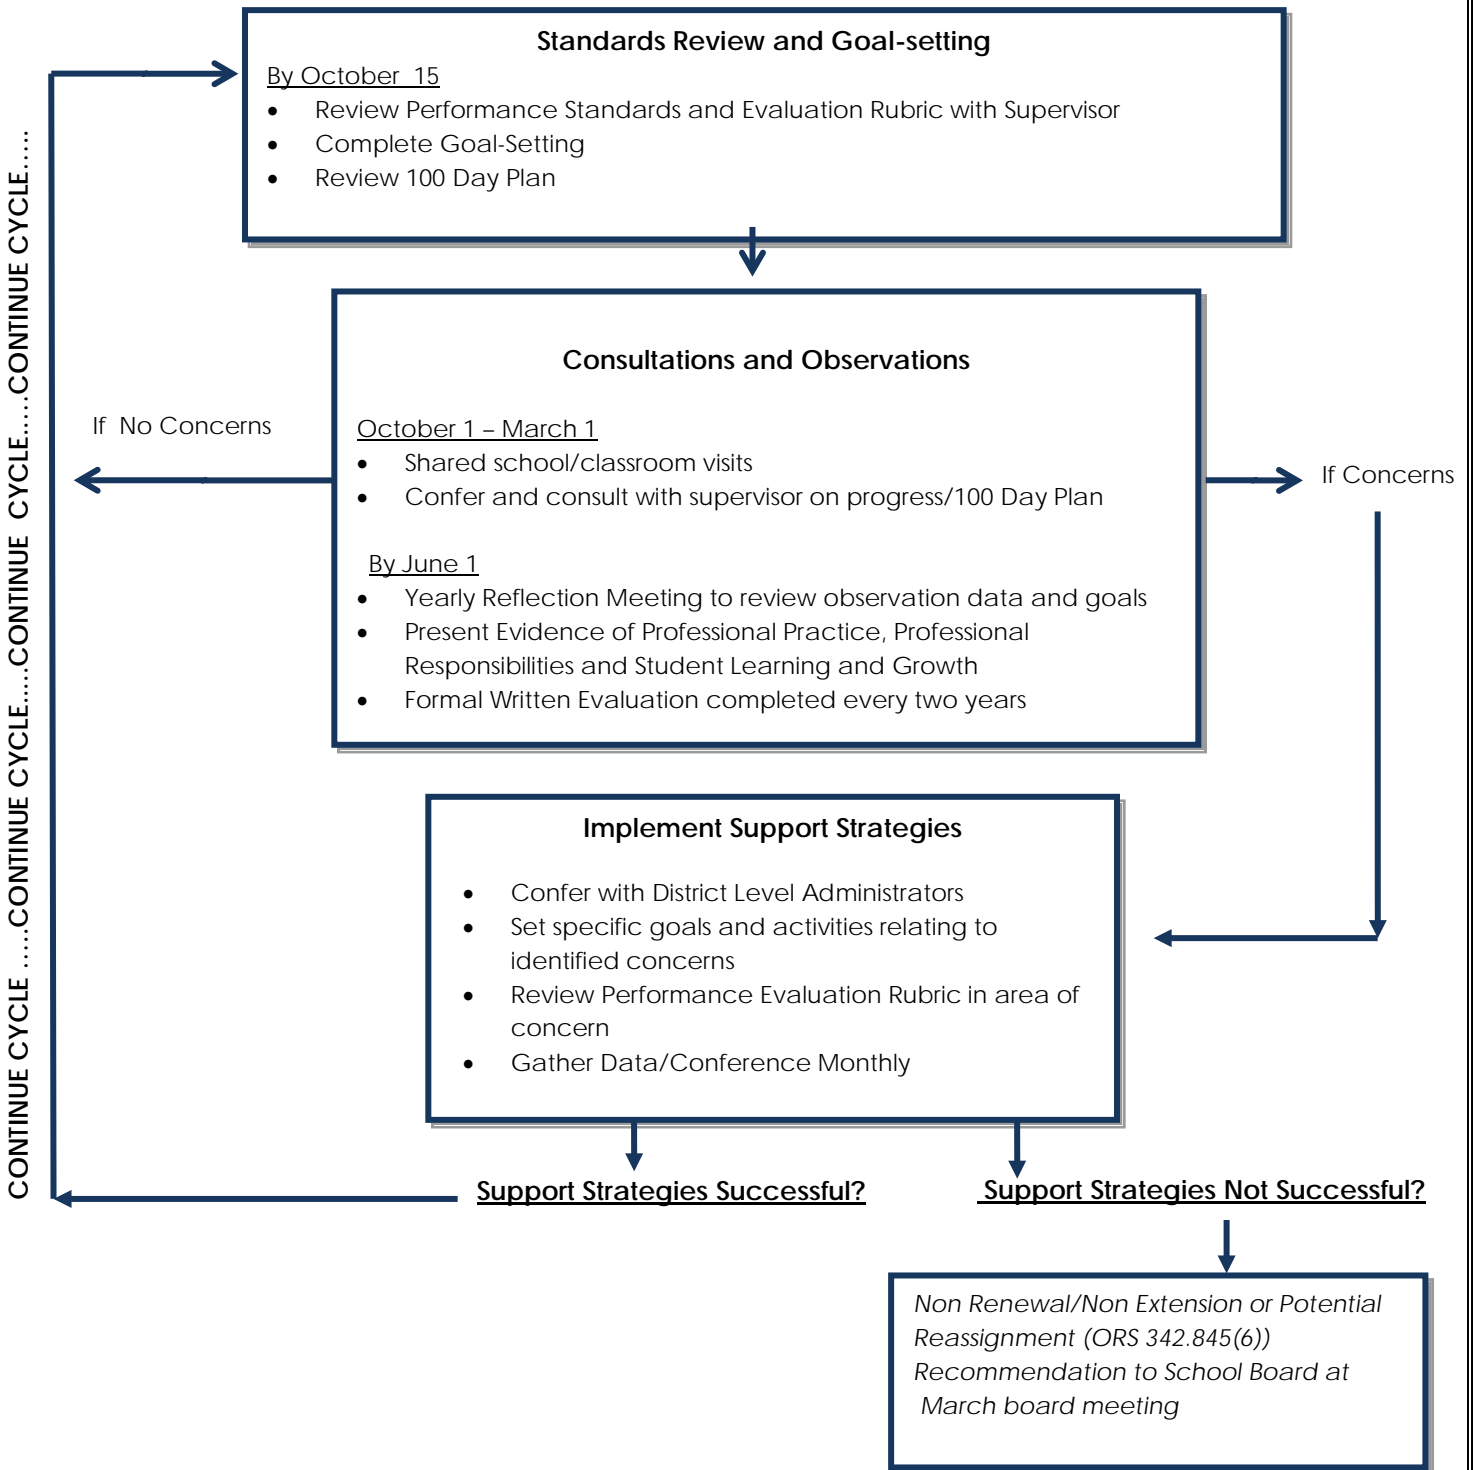 Standards Review and Goal-setting
By October 15
• Review Performance Standards and Evaluation Rubric with Supervisor
• Complete Goal-Setting
• Review 100 Day Plan
CONTINUE CYCLE …..CONTINUE CYCLE…..CONTINUE CYCLE…..CONTINUE CYCLE…..
Consultations and Observations
If No Concerns
October 1 – March 1
• Shared school/classroom visits
• Confer and consult with supervisor on progress/100 Day Plan
If Concerns
By June 1
• Yearly Reflection Meeting to review observation data and goals
• Present Evidence of Professional Practice, Professional
Responsibilities and Student Learning and Growth
• Formal Written Evaluation completed every two years
Implement Support Strategies
• Confer with District Level Administrators
• Set specific goals and activities relating to
identified concerns
• Review Performance Evaluation Rubric in area of
concern
• Gather Data/Conference Monthly
Support Strategies Successful?
Support Strategies Not Successful?
Non Renewal/Non Extension or Potential
Reassignment (ORS 342.845(6))
Recommendation to School Board at
March board meeting